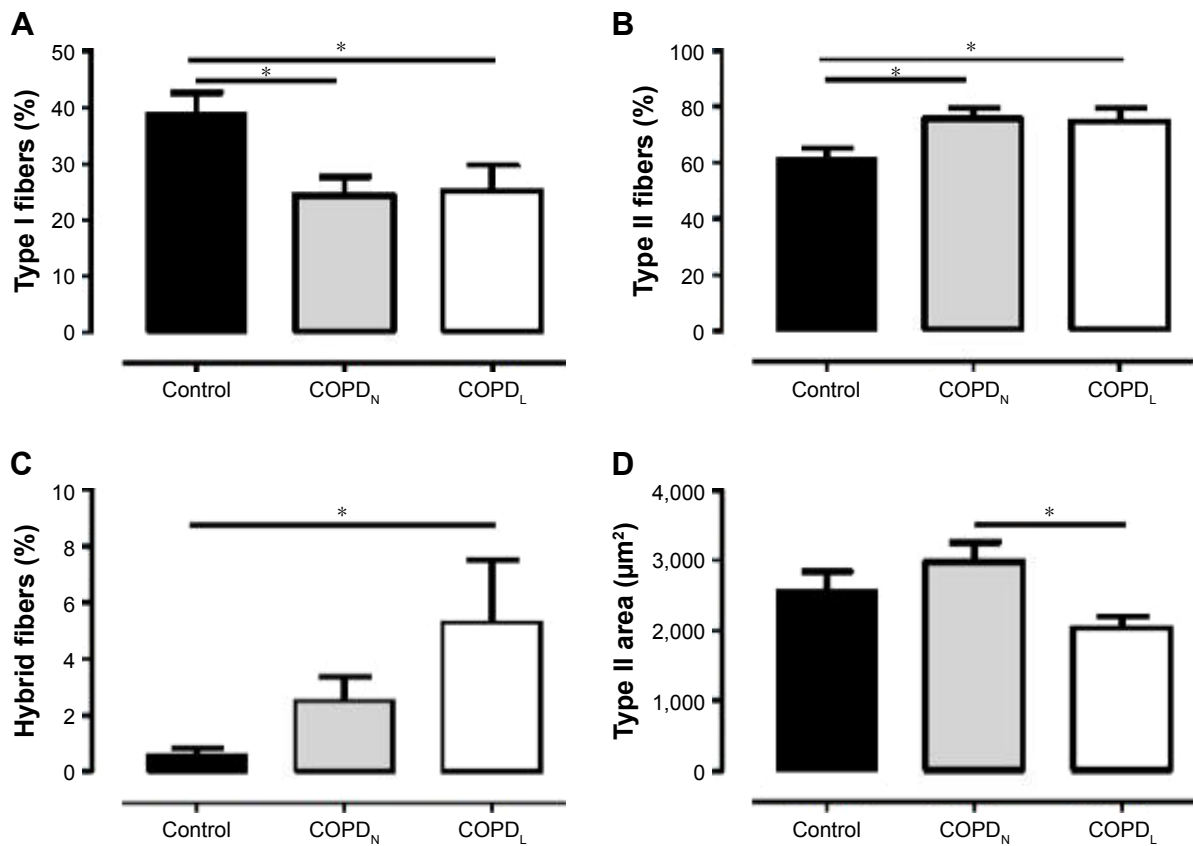 A
Type I fibers (%)
50
40
30
20
10
0
*
*
Control
COPDN
COPDL
B
Type II fibers (%)
100
80
60
40
20
0
*
*
Control
COPDN
COPDL
C
Hybrid fibers (%)
10
8
6
4
2
0
*
Control
COPDN
COPDL
D
Type II area (µm²)
4,000
3,000
2,000
1,000
0
*
Control
COPDN
COPDL